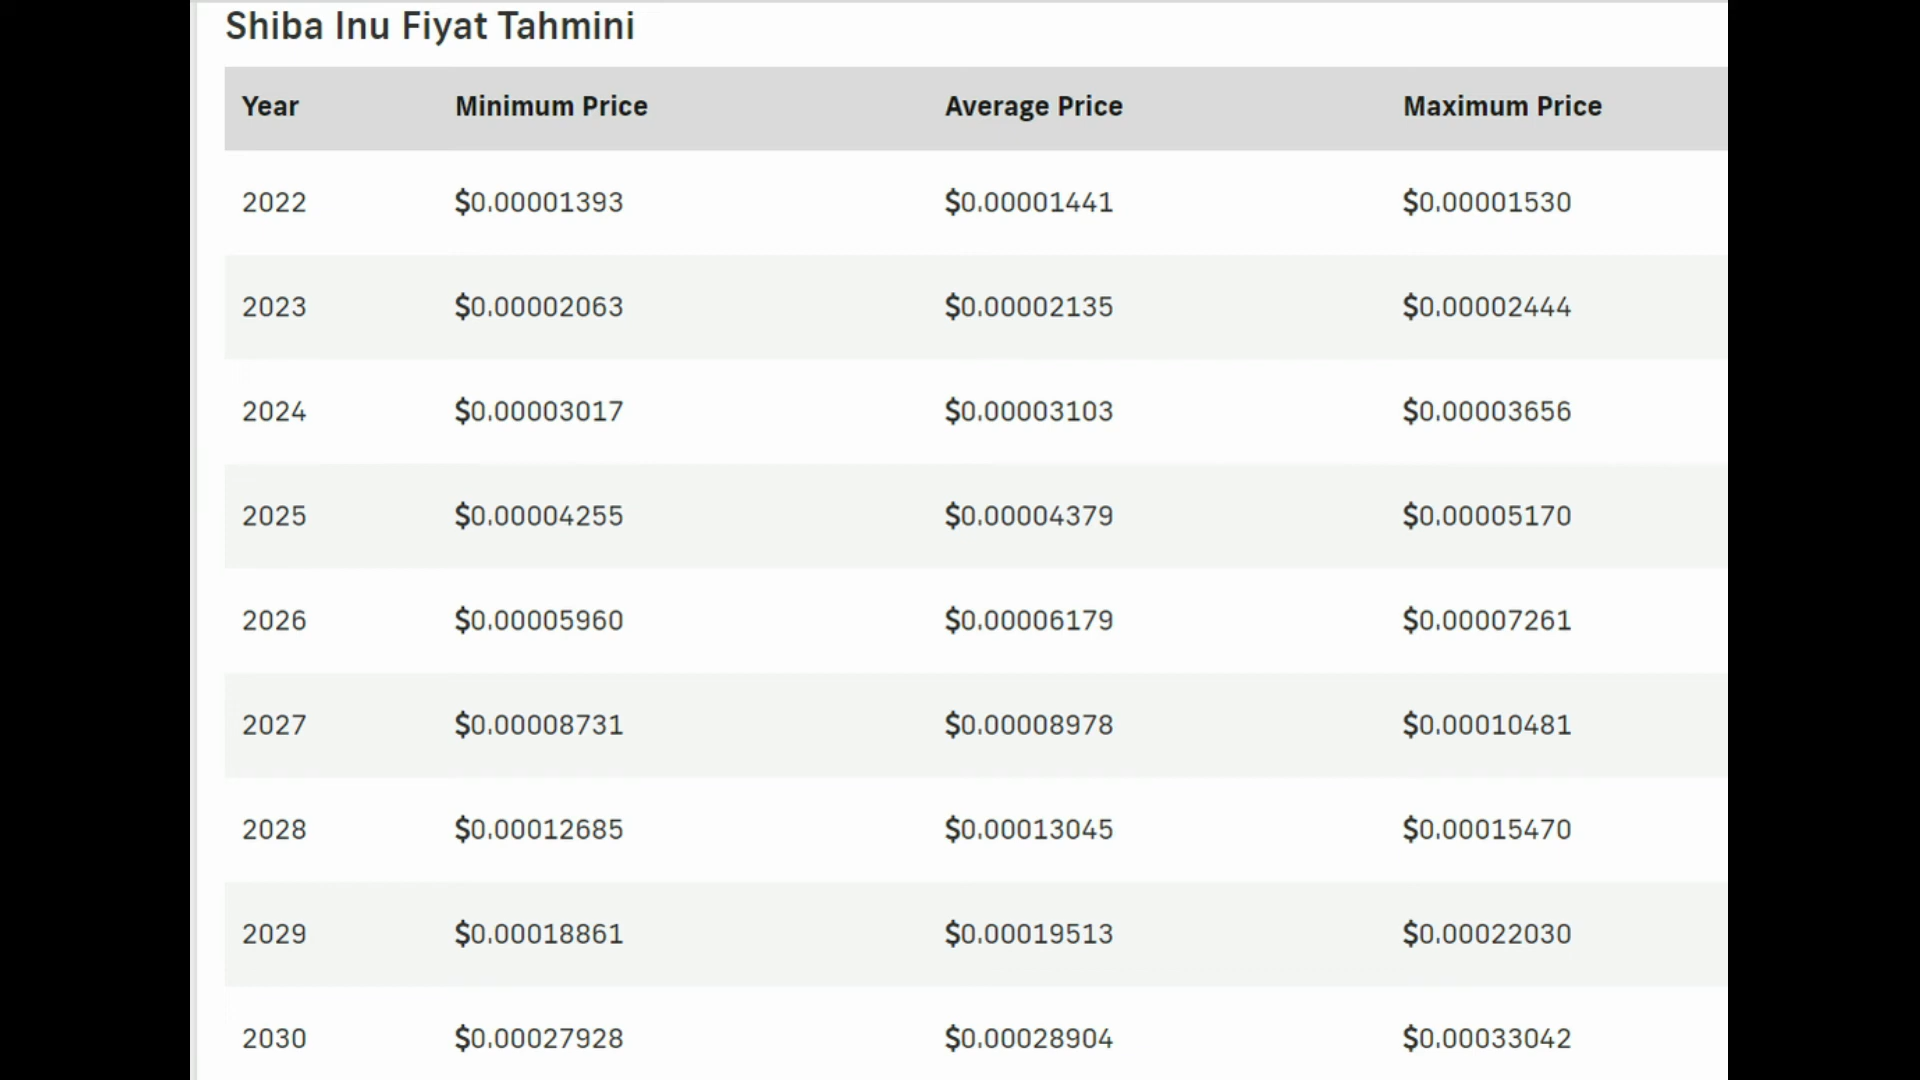 Shiba Inu Fiyat Tahmini
Year Minimum Price Average Price Maximum Price
2022 $0.00001393 $0.00001441 $0.00001530
2023 $0.00002063 $0.00002135 $0.00002444
2024 $0.00003017 $0.00003103 $0.00003656
2025 $0.00004255 $0.00004379 $0.00005170
2026 $0.00005960 $0.00006179 $0.00007261
2027 $0.00008731 $0.00008978 $0.00010481
2028 $0.00012685 $0.00013045 $0.00015470
2029 $0.00018861 $0.00019513 $0.00022030
2030 $0.00027928 $0.00028904 $0.00033042